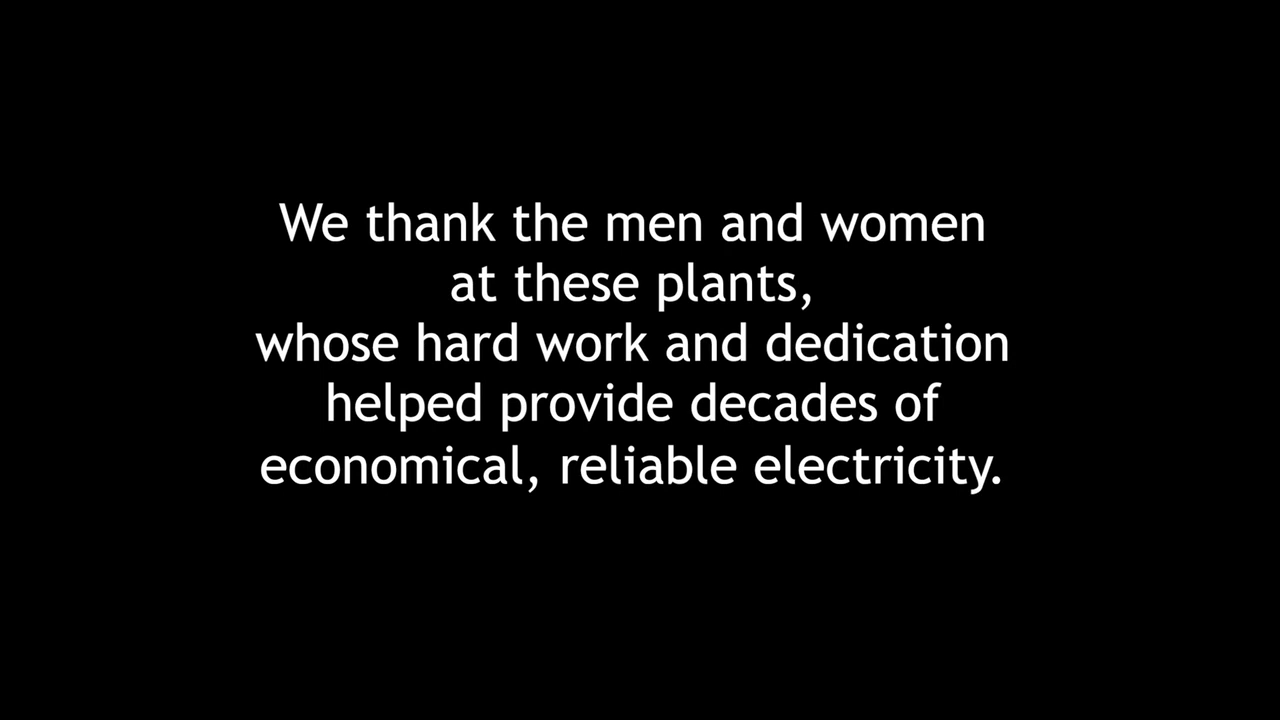 We thank the men and women
at these plants,
whose hard work and dedication
helped provide decades of
economical, reliable electricity.